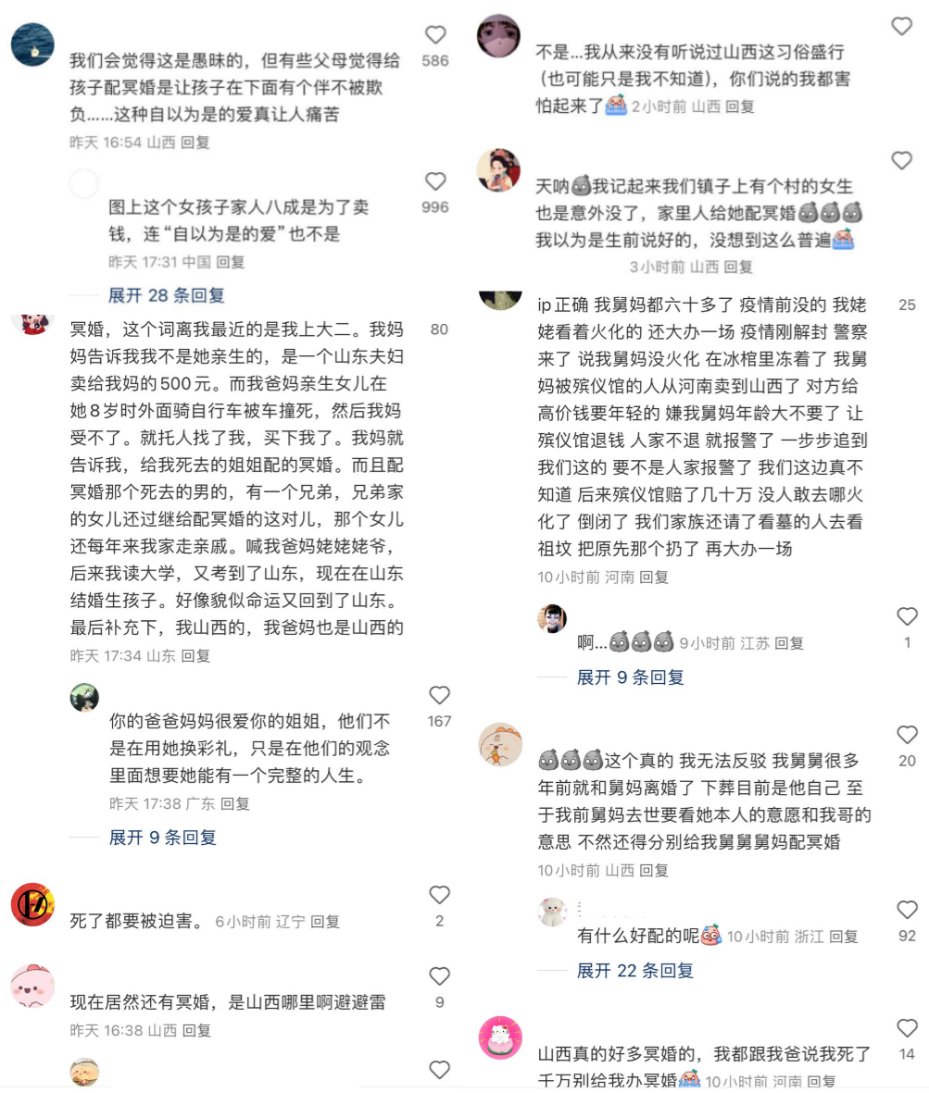 我们会觉得这是愚昧的，但有些父母觉得给
孩子配冥婚是让孩子在下面有个伴不被欺
负......这种自以为是的爱真让人痛苦
昨天 16:54 山西 回复
586
图上这个女孩子家人八成是为了卖
钱，连“自以为是的爱”也不是
昨天 17:31 中国 回复
996
展开 28 条回复
冥婚，这个词离我最近的是我上大二。我妈
妈告诉我我不是她亲生的，是一个山东夫妇
卖给我妈的500元。而我爸妈亲生女儿在
她8岁时外面骑自行车被车撞死，然后我妈
受不了。就托人找了我，买下我了。我妈就
告诉我，给我死去的姐姐配的冥婚。而且配
冥婚那个死去的男的，有一个兄弟，兄弟家
的女儿还过继给配冥婚的这对儿，那个女儿
还每年来我家走亲戚。喊我爸妈姥姥姥爷，
后来我读大学，又考到了山东，现在在山东
结婚生孩子。好像貌似命运又回到了山东。
最后补充下，我山西的，我爸妈也是山西的
昨天 17:34 山东 回复
80
你的爸爸妈妈很爱你的姐姐，他们不
是在用她换彩礼，只是在他们的观念
里面想要她能有一个完整的人生。
昨天 17:38 广东 回复
167
展开 9 条回复
死了都要被迫害。 6小时前 辽宁 回复
2
现在居然还有冥婚，是山西哪里啊避避雷
昨天 16:38 山西 回复
9
不是...我从来没有听说过山西这习俗盛行
（也可能只是我不知道），你们说的我都害
怕起来了 2小时前 山西 回复
天呐我记起来我们镇子上有个村的女生
也是意外没了，家里人给她配冥婚
我以为是生前说好的，没想到这么普遍
3小时前 山西 回复
ip正确 我舅妈都六十多了 疫情前没的 我姥
姥看着火化的 还大办一场 疫情刚解封 警察
来了 说我舅妈没火化 在冰棺里冻着了 我舅
妈被殡仪馆的人从河南卖到山西了 对方给
高价钱要年轻的 嫌我舅妈年龄大不要了 让
殡仪馆退钱 人家不退 就报警了 一步步追到
我们这的 要不是人家报警了 我们这边真不
知道 后来殡仪馆赔了几十万 没人敢去哪火
化了 倒闭了 我们家族还请了看墓的人去看
祖坟 把原先那个扔了 再大办一场
10小时前 河南 回复
25
啊... 9小时前 江苏 回复
1
展开 9 条回复
这个真的 我无法反驳 我舅舅很多
年前就和舅妈离婚了 下葬目前是他自己 至
于我前舅妈去世要看她本人的意愿和我哥的
意思 不然还得分别给我舅舅舅妈配冥婚
10小时前 山西 回复
20
有什么好配的呢 10小时前 浙江 回复
92
展开 22 条回复
山西真的好多冥婚的，我都跟我爸说我死了
千万别给我办冥婚 10小时前 河南 回复
14